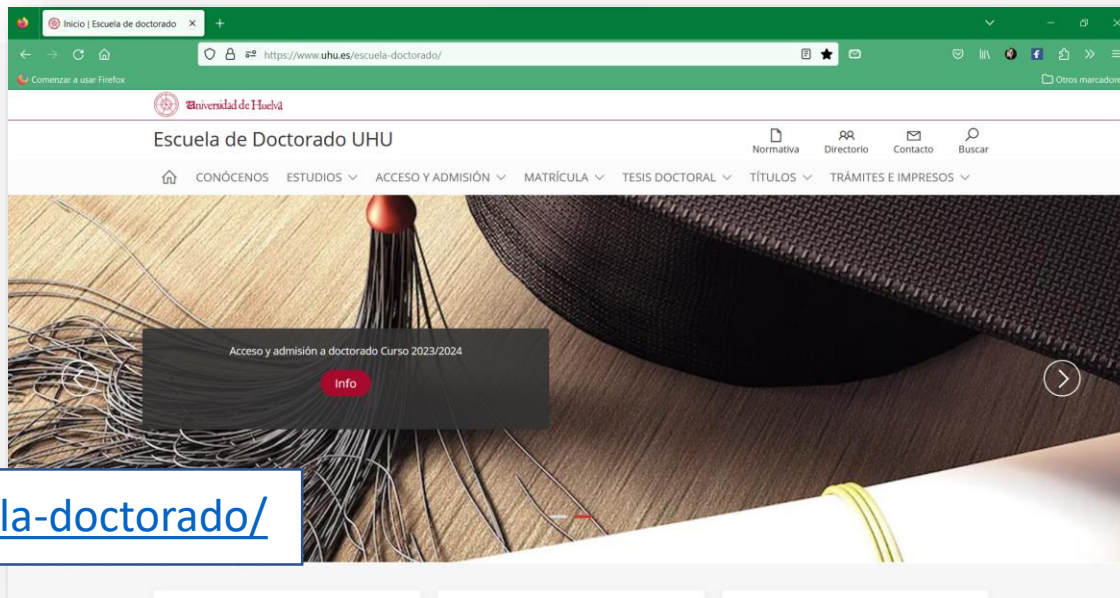 Inicio | Escuela de doctorado
https://www.uhu.es/escuela-doctorado/
Comenzar a usar Firefox
Otros marcadores
Universidad de Huelva
Escuela de Doctorado UHU
Normativa
Directorio
Contacto
Buscar
CONÓCENOS ESTUDIOS ACCESO Y ADMISIÓN MATRÍCULA TESIS DOCTORAL TÍTULOS TRÁMITES E IMPRESOS
Acceso y admisión a doctorado Curso 2023/2024
Info
la-doctorado/